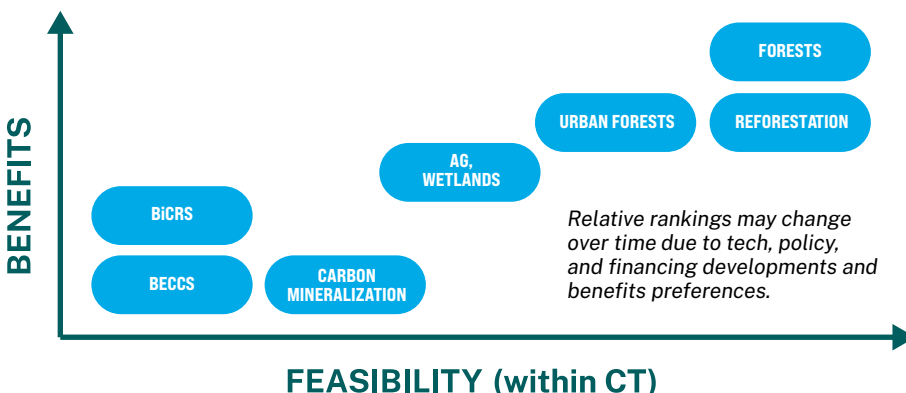 BENEFITS
FORESTS
URBAN FORESTS
REFORESTATION
AG,
WETLANDS
BiCRS
BECCS
CARBON
MINERALIZATION
Relative rankings may change
over time due to tech, policy,
and financing developments and
benefits preferences.
FEASIBILITY (within CT)